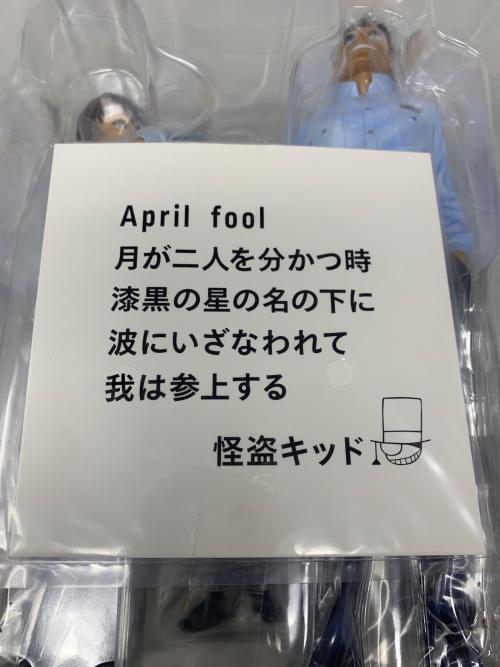 April fool
月が二人を分かつ時
漆黒の星の名の下に
波にいざなわれて
我は参上する
怪盗キッド